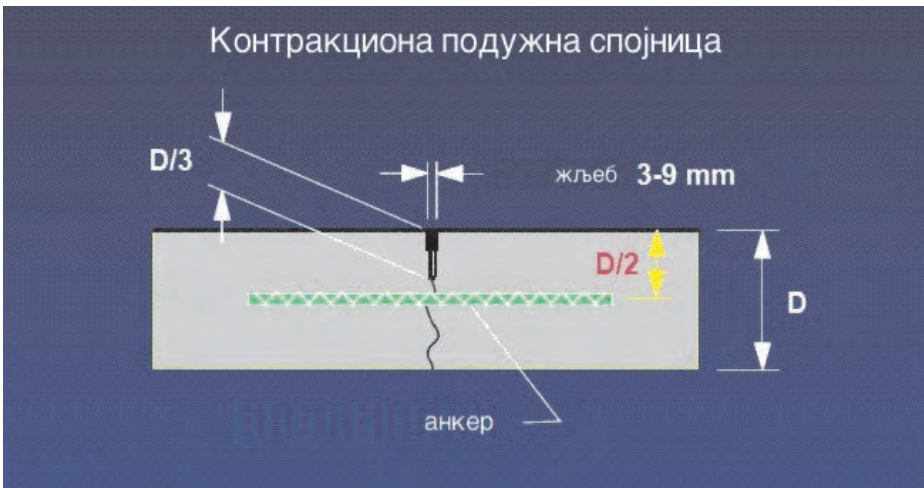 Контракциона подужна спојница
D/3
жљеб 3-9 mm
D/2
D
анкер